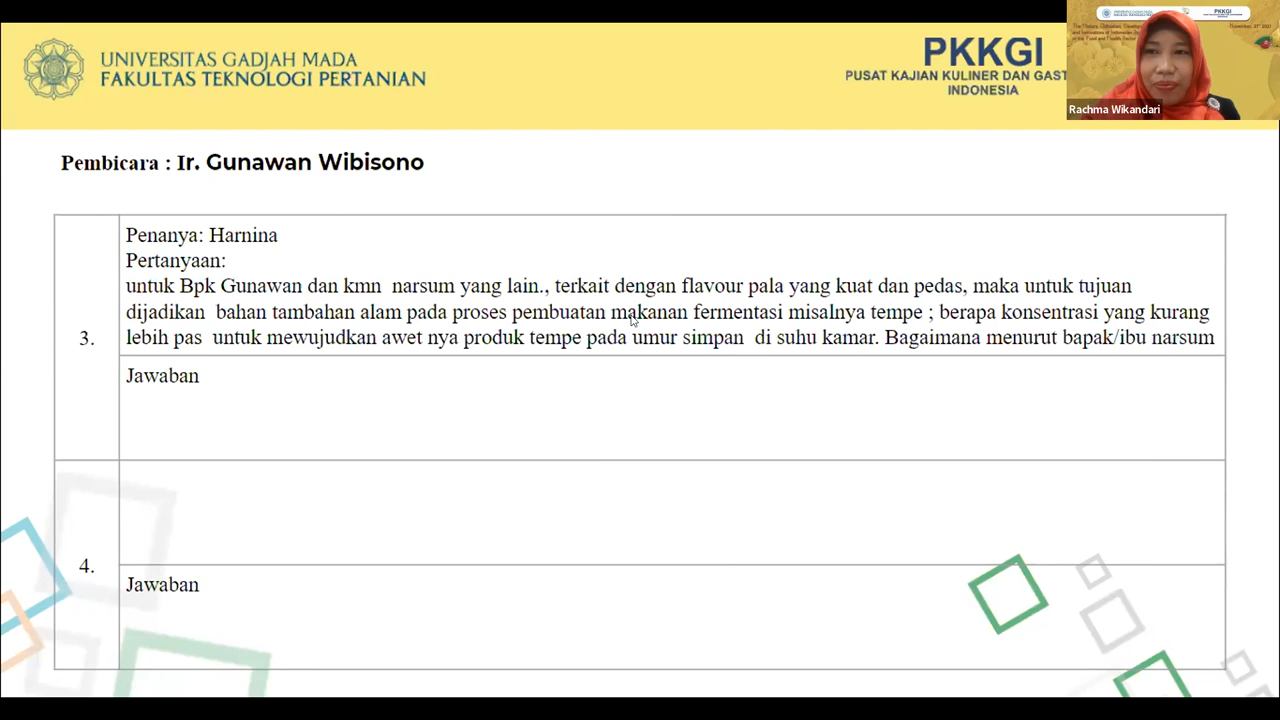 UNIVERSITAS GADJAH MADA
FAKULTAS TEKNOLOGI PERTANIAN
PKKGI
PUSAT KAJIAN KULINER DAN GAST
INDONESIA
PKKGI
Rachma Wikandari
Pembicara : Ir. Gunawan Wibisono
3.
Penanya: Harnina
Pertanyaan:
untuk Bpk Gunawan dan kmn narsum yang lain., terkait dengan flavour pala yang kuat dan pedas, maka untuk tujuan
dijadikan bahan tambahan alam pada proses pembuatan makanan fermentasi misalnya tempe ; berapa konsentrasi yang kurang
lebih pas untuk mewujudkan awet nya produk tempe pada umur simpan di suhu kamar. Bagaimana menurut bapak/ibu narsum
Jawaban
4.
Jawaban